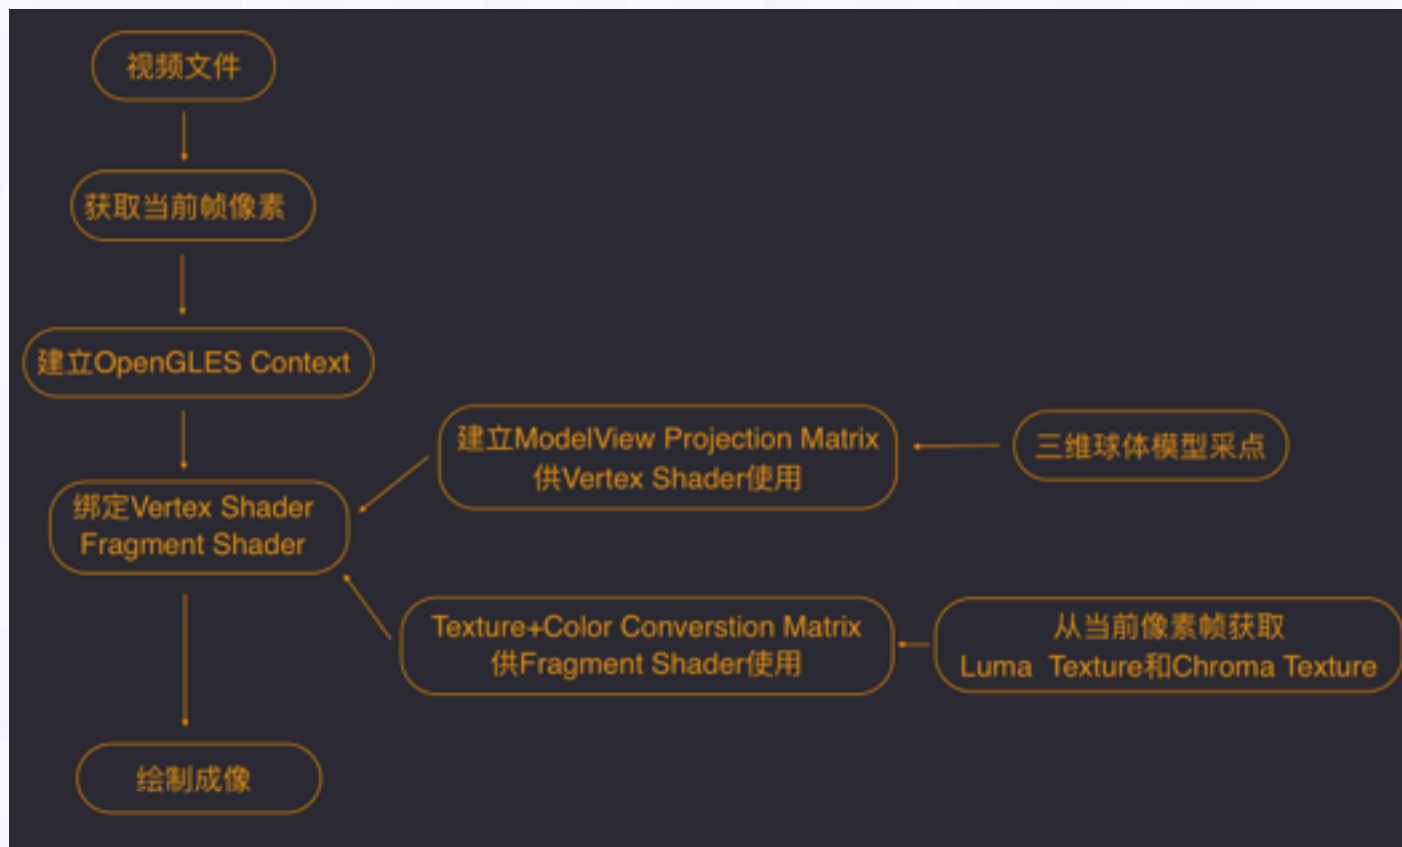 视频文件
获取当前帧像素
建立OpenGLES Context
绑定Vertex Shader
Fragment Shader
建立ModelView Projection Matrix
供Vertex Shader使用
三维球体模型采点
Texture+Color Converstion Matrix
供Fragment Shader使用
从当前像素帧获取
Luma  Texture和Chroma Texture
绘制成像